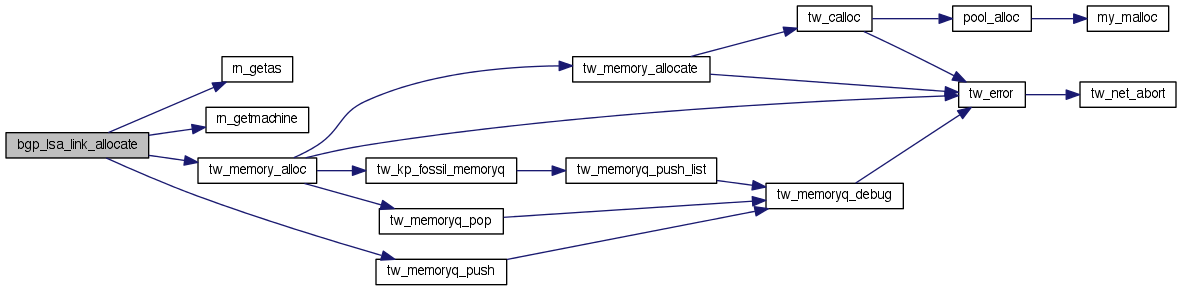 tw_calloc
pool_alloc
my_malloc
rn_getas
tw_memory_allocate
tw_error
tw_net_abort
rn_getmachine
bgp_lsa_link_allocate
tw_memory_alloc
tw_kp_fossil_memoryq
tw_memoryq_push_list
tw_memoryq_debug
tw_memoryq_pop
tw_memoryq_push